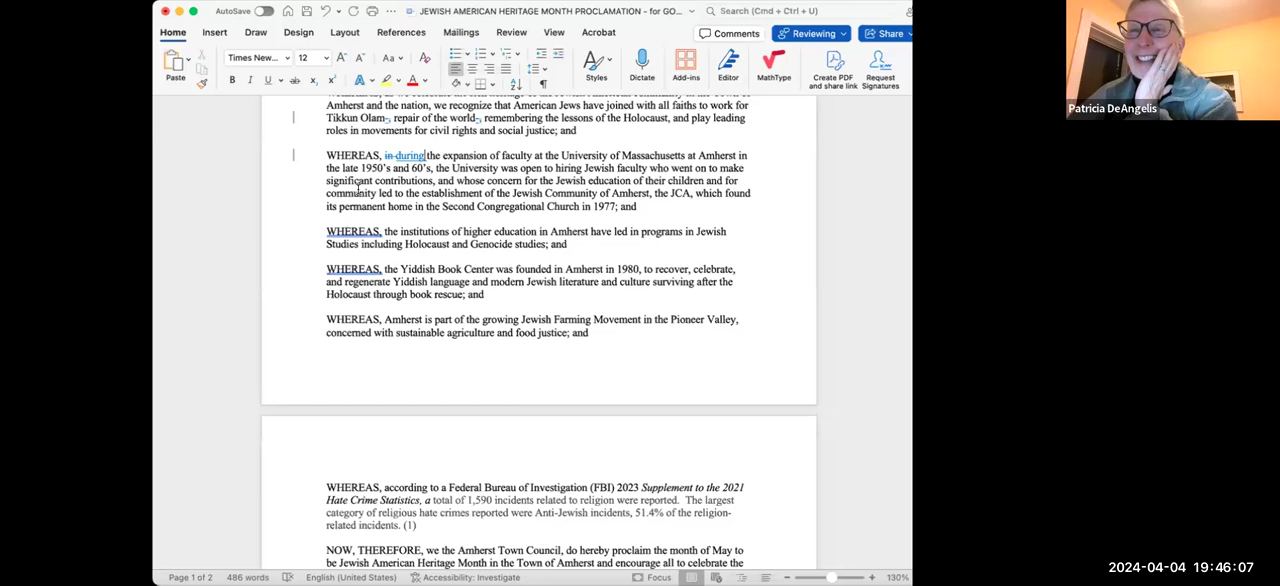 AutoSave
JEWISH AMERICAN HERITAGE MONTH PROCLAMATION - for GO...
Search (Cmd + Ctrl + U)
Home Insert Draw Design Layout References Mailings Review View Acrobat
Comments Reviewing Share
Times New... 12
Paste
Styles Dictate Add-ins Editor MathType Create PDF and share link Request Signatures
Patricia DeAngelis
Amherst and the nation, we recognize that American Jews have joined with all faiths to work for
Tikkun Olam-, repair of the world-, remembering the lessons of the Holocaust, and play leading
roles in movements for civil rights and social justice; and
WHEREAS, in during the expansion of faculty at the University of Massachusetts at Amherst in
the late 1950's and 60's, the University was open to hiring Jewish faculty who went on to make
significant contributions, and whose concern for the Jewish education of their children and for
community led to the establishment of the Jewish Community of Amherst, the JCA, which found
its permanent home in the Second Congregational Church in 1977; and
WHEREAS, the institutions of higher education in Amherst have led in programs in Jewish
Studies including Holocaust and Genocide studies; and
WHEREAS, the Yiddish Book Center was founded in Amherst in 1980, to recover, celebrate,
and regenerate Yiddish language and modern Jewish literature and culture surviving after the
Holocaust through book rescue; and
WHEREAS, Amherst is part of the growing Jewish Farming Movement in the Pioneer Valley,
concerned with sustainable agriculture and food justice; and
WHEREAS, according to a Federal Bureau of Investigation (FBI) 2023 Supplement to the 2021
Hate Crime Statistics, a total of 1,590 incidents related to religion were reported. The largest
category of religious hate crimes reported were Anti-Jewish incidents, 51.4% of the religion-
related incidents. (1)
NOW, THEREFORE, we the Amherst Town Council, do hereby proclaim the month of May to
be Jewish American Heritage Month in the Town of Amherst and encourage all to celebrate the
Page 1 of 2 486 words English (United States) Accessibility: Investigate Focus 130%
2024-04-04 19:46:07